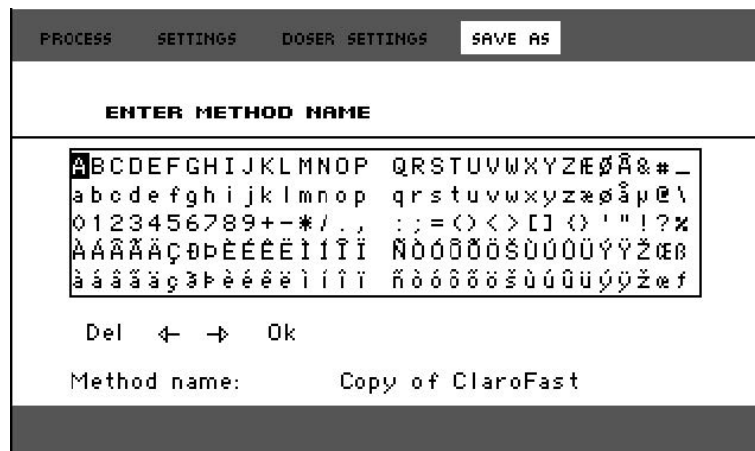 PROCESS SETTINGS DOSER SETTINGS SAVE AS
ENTER METHOD NAME
ABCDEFGHIJKLMNOP QRSTUVWXYZÆØÅ&#_
abcdefghijklmnop qrstuvwxyzæøåµ@\
0123456789+-*/., :;=()<>[]{}'"!?%
ÀÁÂÃÄÇÐÞÈÉÊËÌÍÎÏ ÑÒÓÔÕÖŠÙÚÛÜÝŸŽŒß
àáâãäçðþèéêëìíîï ñòóôõöšùúûüýÿžœƒ
Del ← → Ok
Method name: Copy of ClaroFast